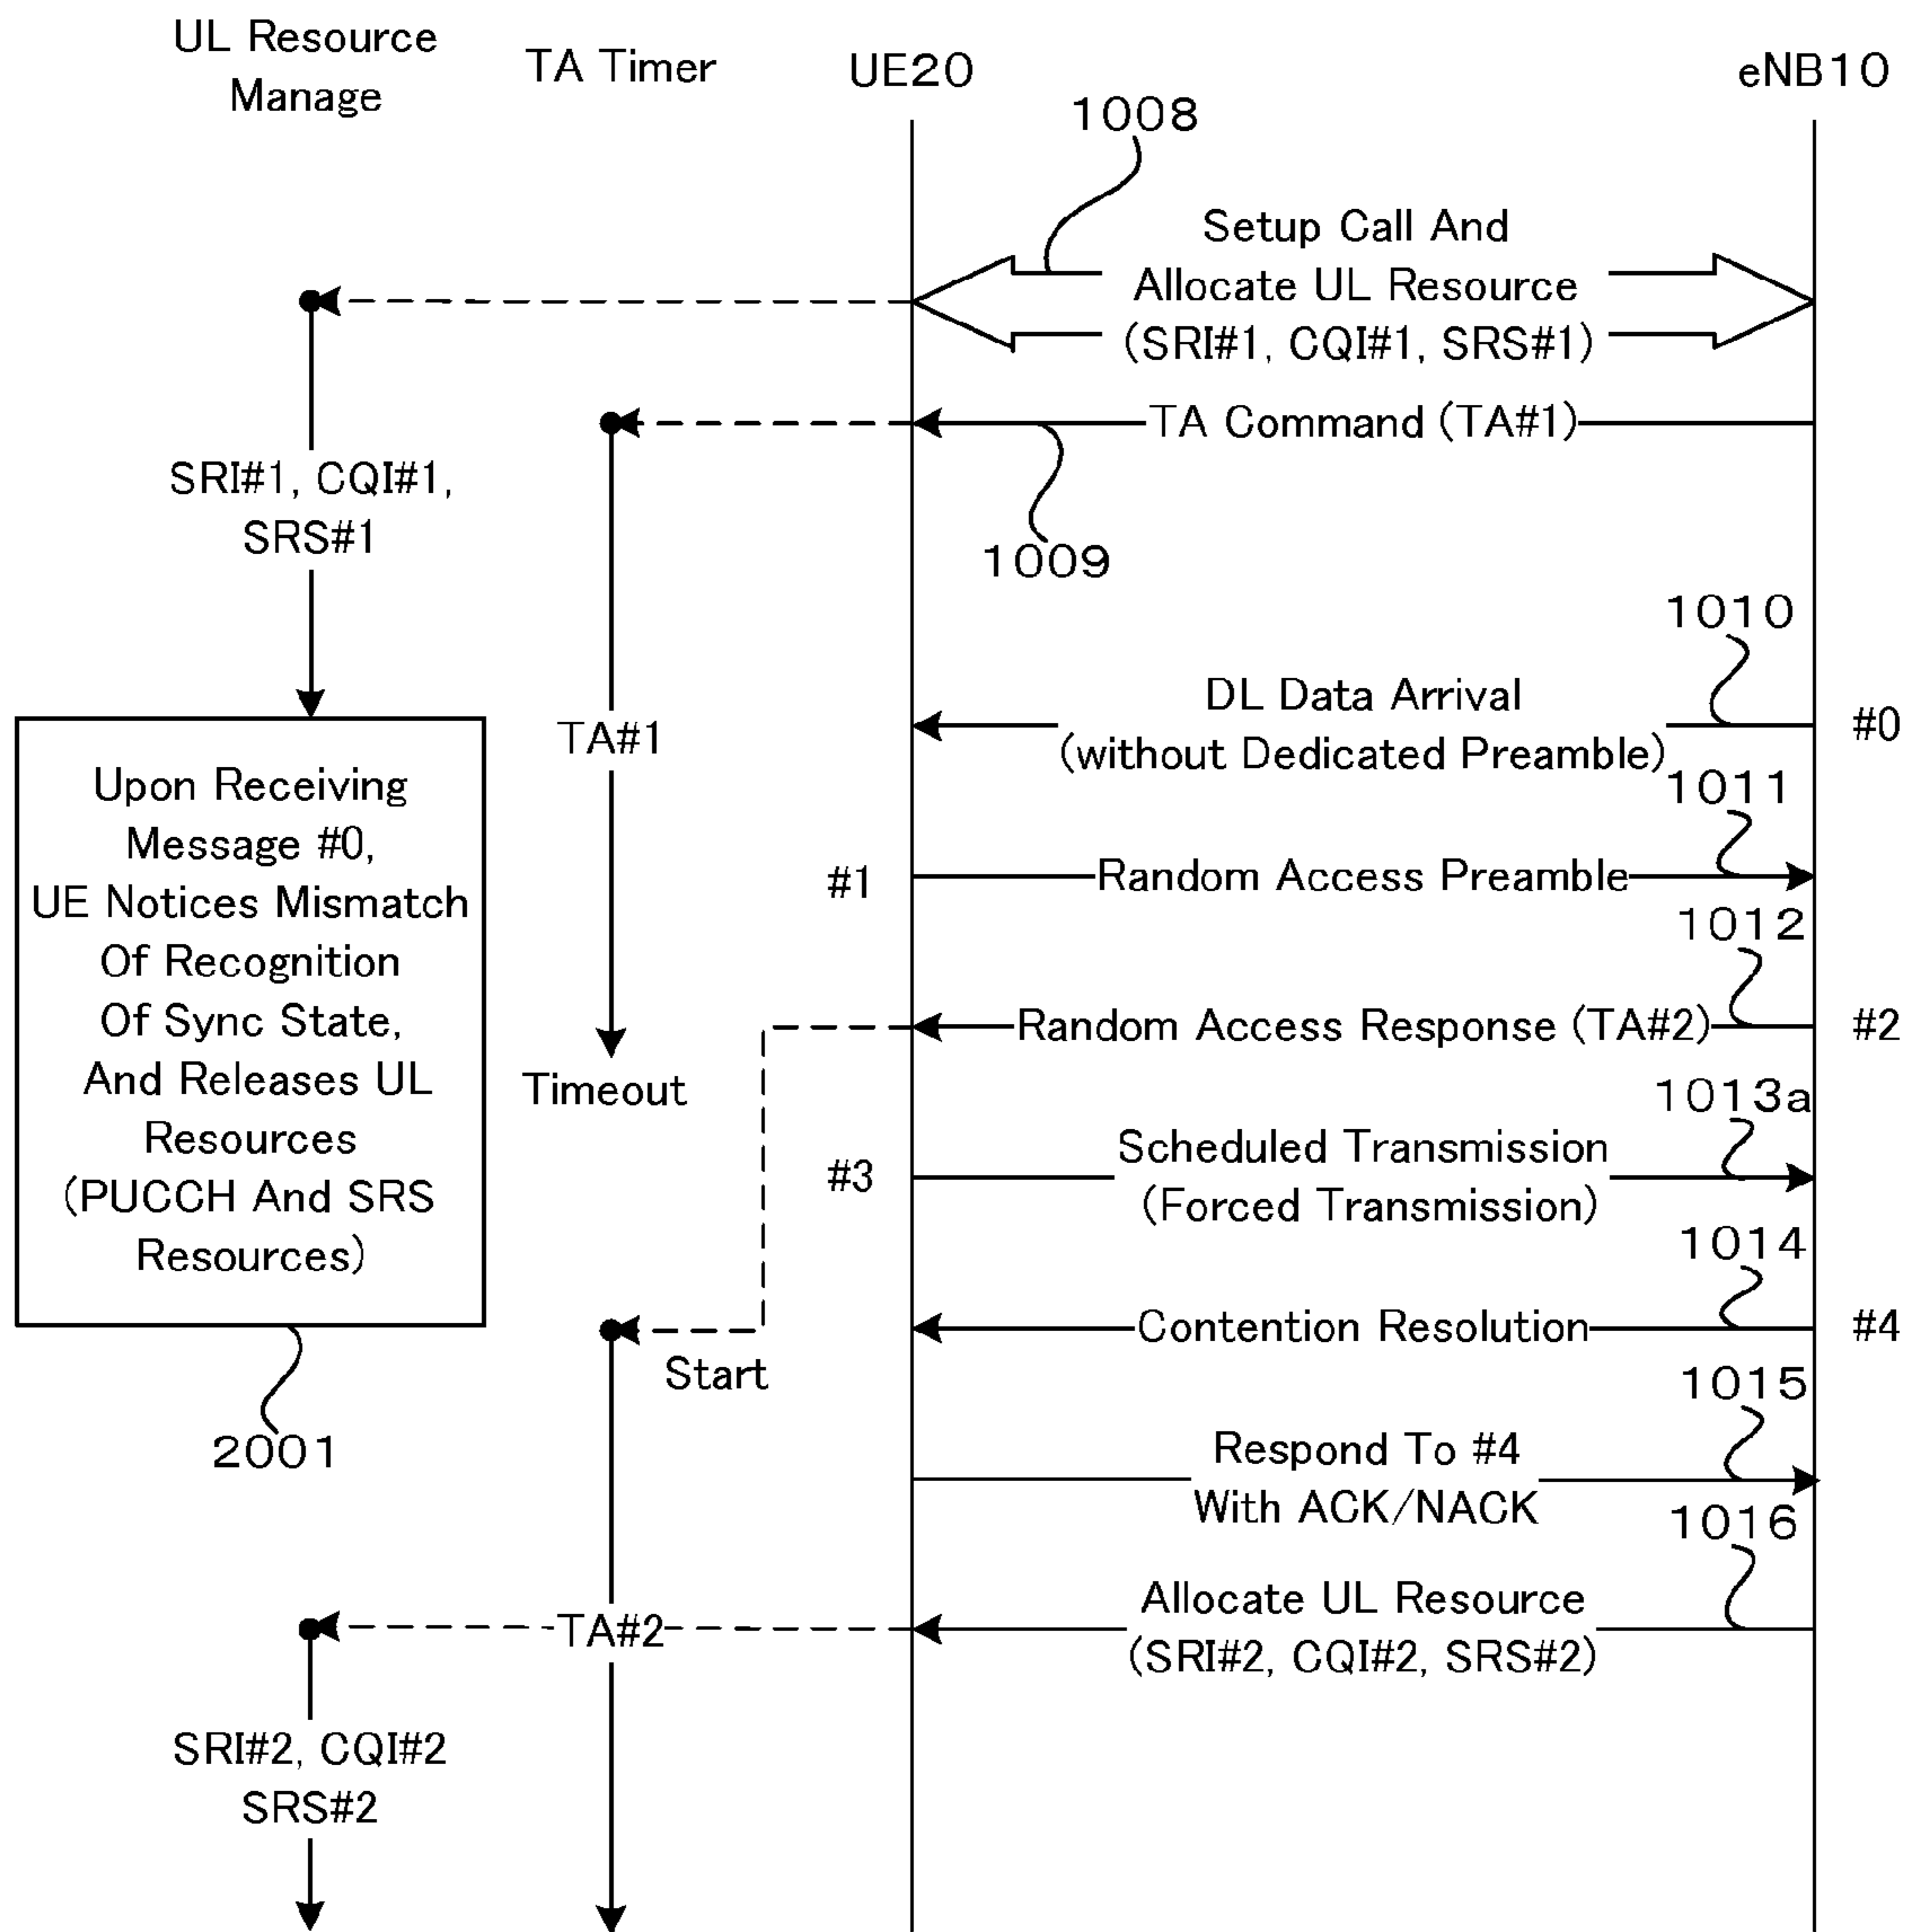 UL Resource
Manage
TA Timer
UE20
eNB10
1008
Setup Call And
Allocate UL Resource
(SRI#1, CQI#1, SRS#1)
TA Command (TA#1)
SRI#1, CQI#1,
SRS#1
1009
1010
DL Data Arrival
(without Dedicated Preamble)
#0
TA#1
Upon Receiving
Message #0,
UE Notices Mismatch
Of Recognition
Of Sync State,
And Releases UL
Resources
(PUCCH And SRS
Resources)
1011
#1
Random Access Preamble
1012
Random Access Response (TA#2)
#2
Timeout
1013a
#3
Scheduled Transmission
(Forced Transmission)
1014
Contention Resolution
#4
Start
2001
1015
Respond To #4
With ACK/NACK
1016
Allocate UL Resource
(SRI#2, CQI#2, SRS#2)
TA#2
SRI#2, CQI#2
SRS#2